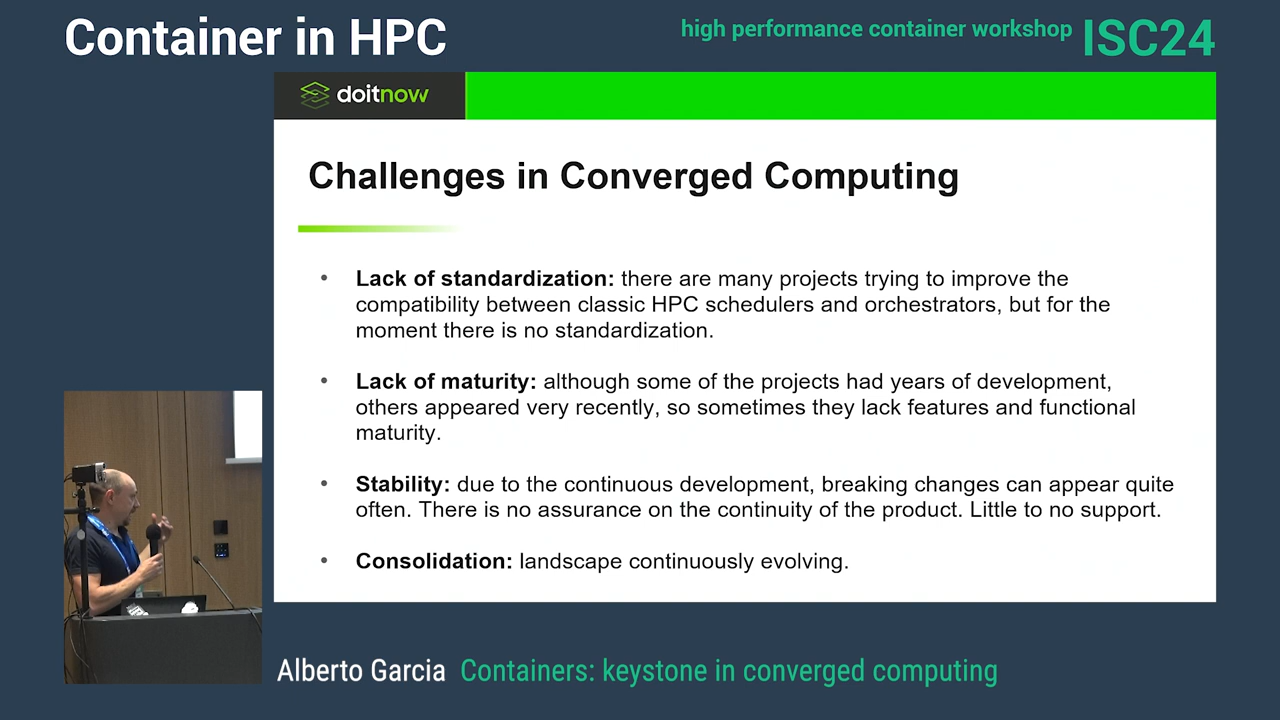 Container in HPC
high performance container workshop ISC24
doitnow
Challenges in Converged Computing
• Lack of standardization: there are many projects trying to improve the
compatibility between classic HPC schedulers and orchestrators, but for the
moment there is no standardization.
• Lack of maturity: although some of the projects had years of development,
others appeared very recently, so sometimes they lack features and functional
maturity.
• Stability: due to the continuous development, breaking changes can appear quite
often. There is no assurance on the continuity of the product. Little to no support.
• Consolidation: landscape continuously evolving.
Alberto Garcia Containers: keystone in converged computing